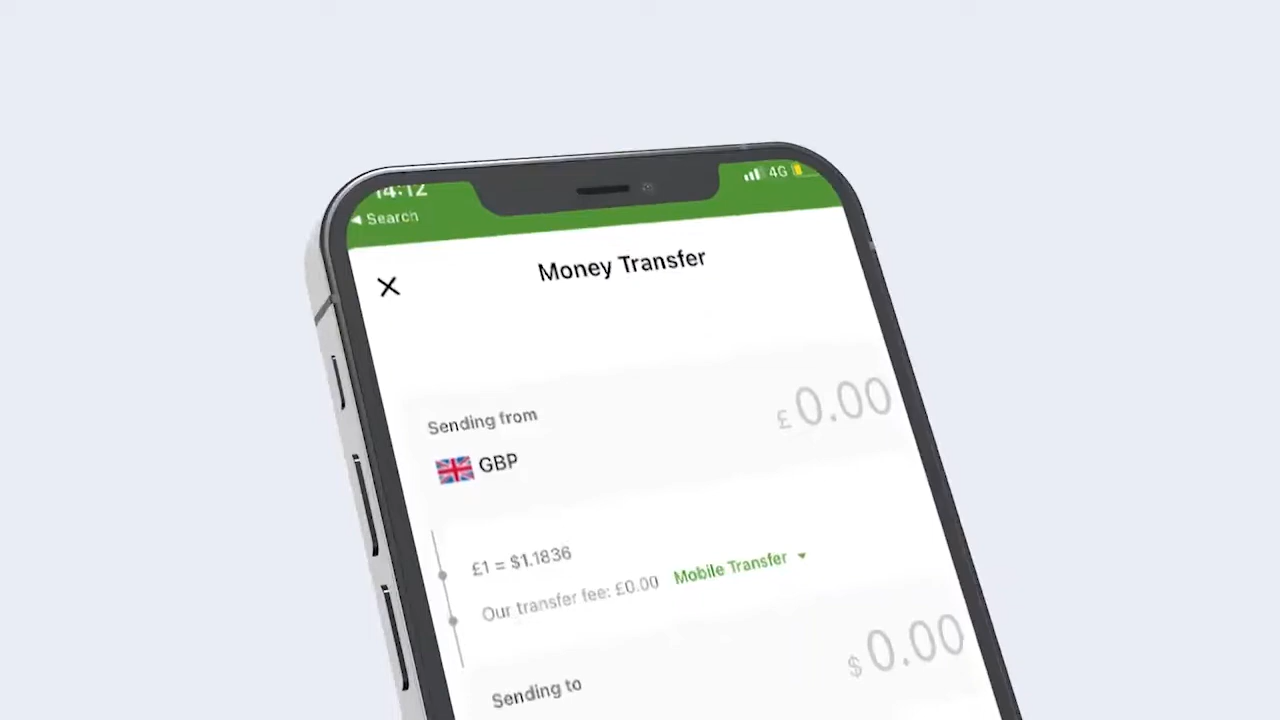 14:12
4G
◀ Search
Money Transfer
Sending from
£0.00
GBP
£1 = $1.1836
Our transfer fee: £0.00 Mobile Transfer
$0.00
Sending to